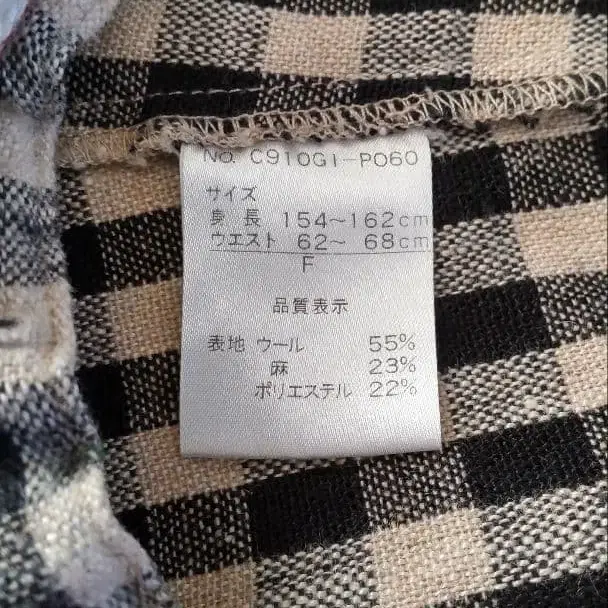 No. C910GI-P060
サイズ
身 長 154~162cm
ウエスト 62~ 68cm
F
品質表示
表地 ウール 55%
麻 23%
ポリエステル 22%